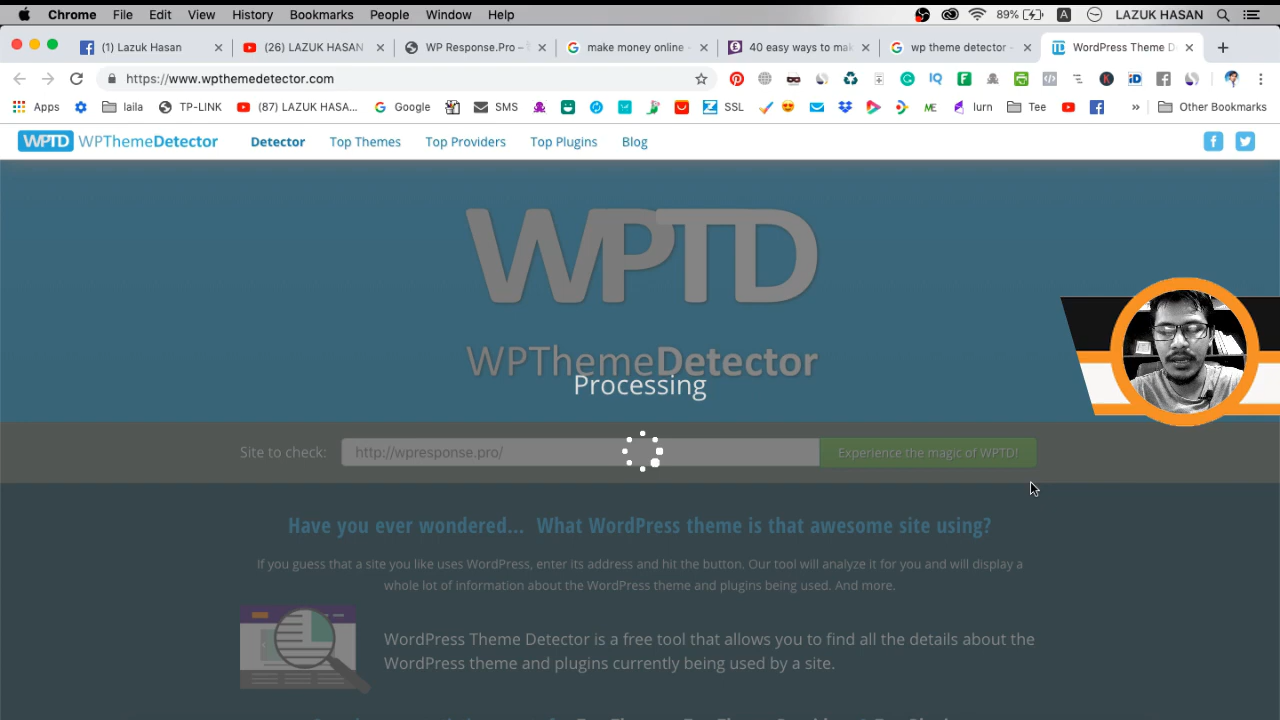 Chrome File Edit View History Bookmarks People Window Help 89% A LAZUK HASAN
(1) Lazuk Hasan (26) LAZUK HASAN WP Response.Pro – make money online - 40 easy ways to mak wp theme detector - WordPress Theme D
https://www.wpthemedetector.com
Apps laila TP-LINK (87) LAZUK HASA... Google SMS SSL ME lurn Tee » Other Bookmarks
WPTD WPThemeDetector Detector Top Themes Top Providers Top Plugins Blog
WPTD
WPThemeDetector
Processing
Site to check: http://wpresponse.pro/ Experience the magic of WPTD!
Have you ever wondered... What WordPress theme is that awesome site using?
If you guess that a site you like uses WordPress, enter its address and hit the button. Our tool will analyze it for you and will display a
whole lot of information about the WordPress theme and plugins being used. And more.
WordPress Theme Detector is a free tool that allows you to find all the details about the
WordPress theme and plugins currently being used by a site.